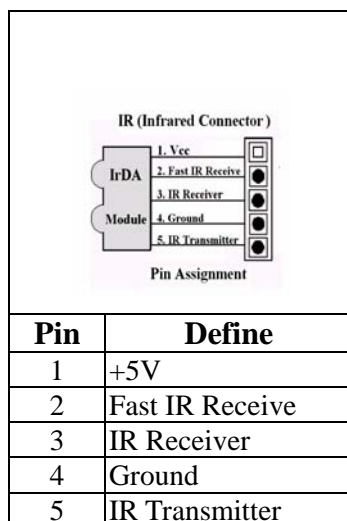 IR (Infrared Connector )
1. Vcc
IrDA
2. Fast IR Receive
3. IR Receiver
Module
4. Ground
5. IR Transmitter
Pin Assignment
Pin Define
1 +5V
2 Fast IR Receive
3 IR Receiver
4 Ground
5 IR Transmitter